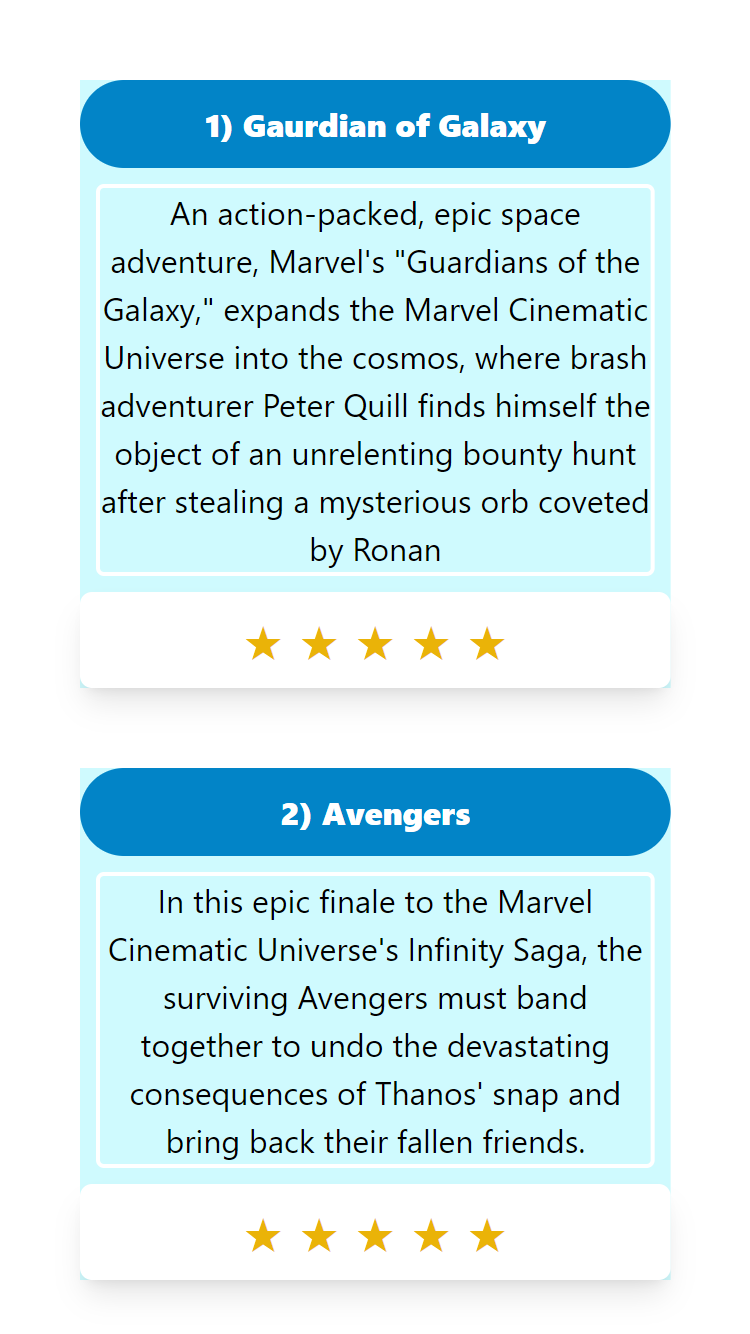 1) Gaurdian of Galaxy
An action-packed, epic space
adventure, Marvel's "Guardians of the
Galaxy," expands the Marvel Cinematic
Universe into the cosmos, where brash
adventurer Peter Quill finds himself the
object of an unrelenting bounty hunt
after stealing a mysterious orb coveted
by Ronan
★ ★ ★ ★ ★
2) Avengers
In this epic finale to the Marvel
Cinematic Universe's Infinity Saga, the
surviving Avengers must band
together to undo the devastating
consequences of Thanos' snap and
bring back their fallen friends.
★ ★ ★ ★ ★